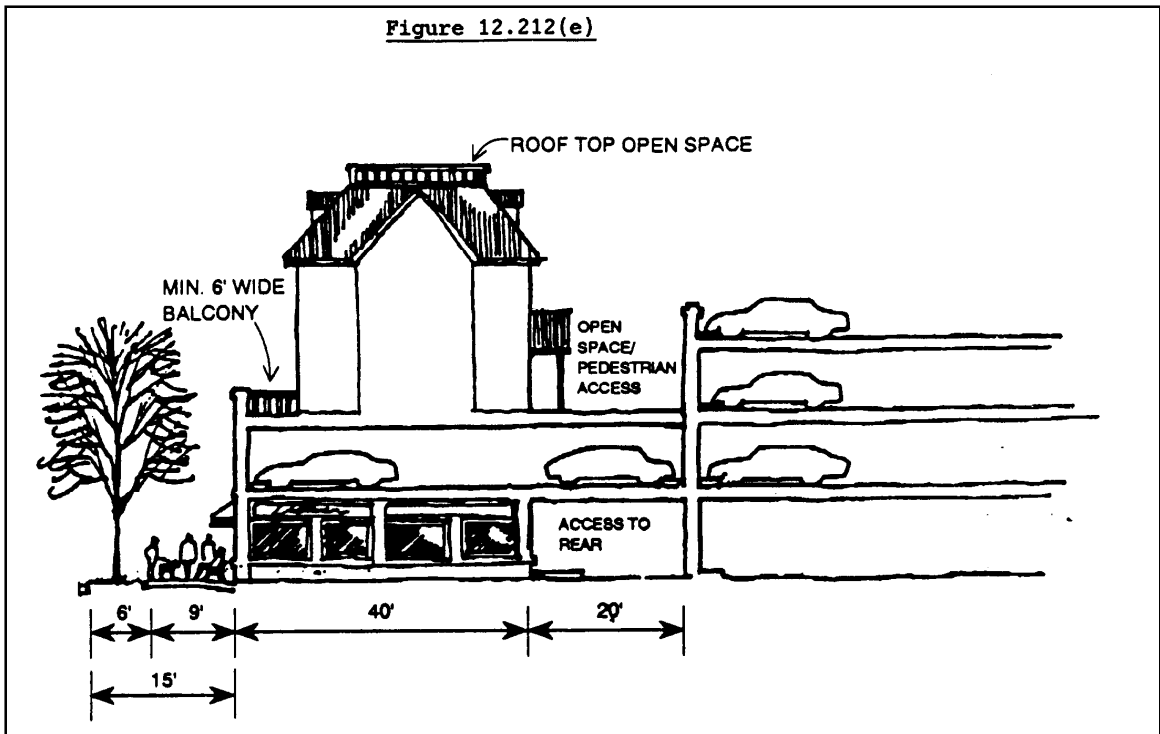 Figure 12.212(e)
ROOF TOP OPEN SPACE
MIN. 6' WIDE
BALCONY
OPEN
SPACE/
PEDESTRIAN
ACCESS
ACCESS TO
REAR
6'
9'
40'
20'
15'